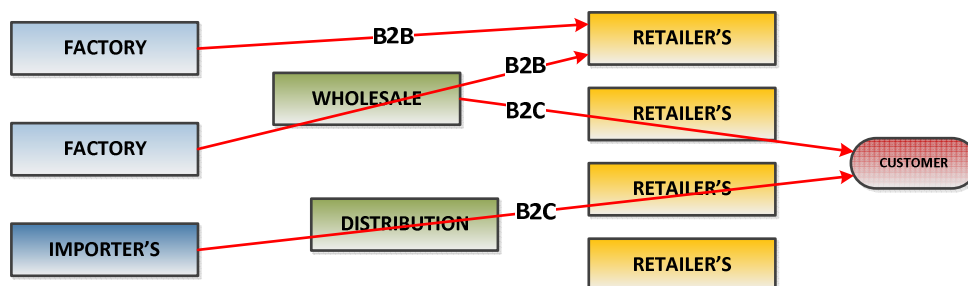 FACTORY
B2B
RETAILER'S
B2B
WHOLESALE
B2C
RETAILER'S
FACTORY
CUSTOMER
RETAILER'S
B2C
DISTRIBUTION
IMPORTER'S
RETAILER'S